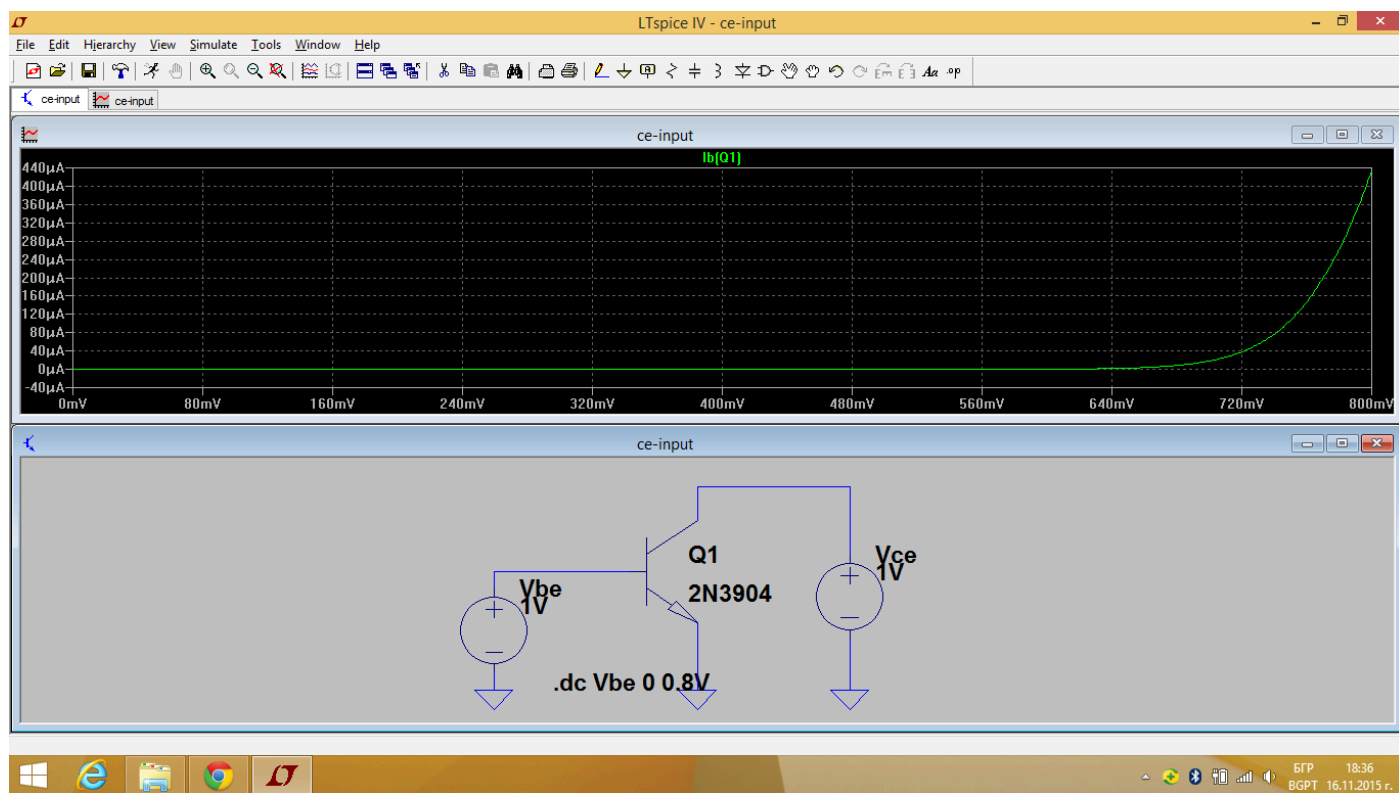 LTspice IV - ce-input
File Edit Hierarchy View Simulate Tools Window Help
Aa .op
ce-input ce-input
ce-input
Ib(Q1)
440µA
400µA
360µA
320µA
280µA
240µA
200µA
160µA
120µA
80µA
40µA
0µA
-40µA
0mV 80mV 160mV 240mV 320mV 400mV 480mV 560mV 640mV 720mV 800mV
ce-input
Q1
2N3904
Vbe
1V
Vce
1V
.dc Vbe 0 0.8V
БГР 18:36
BGPT 16.11.2015 г.